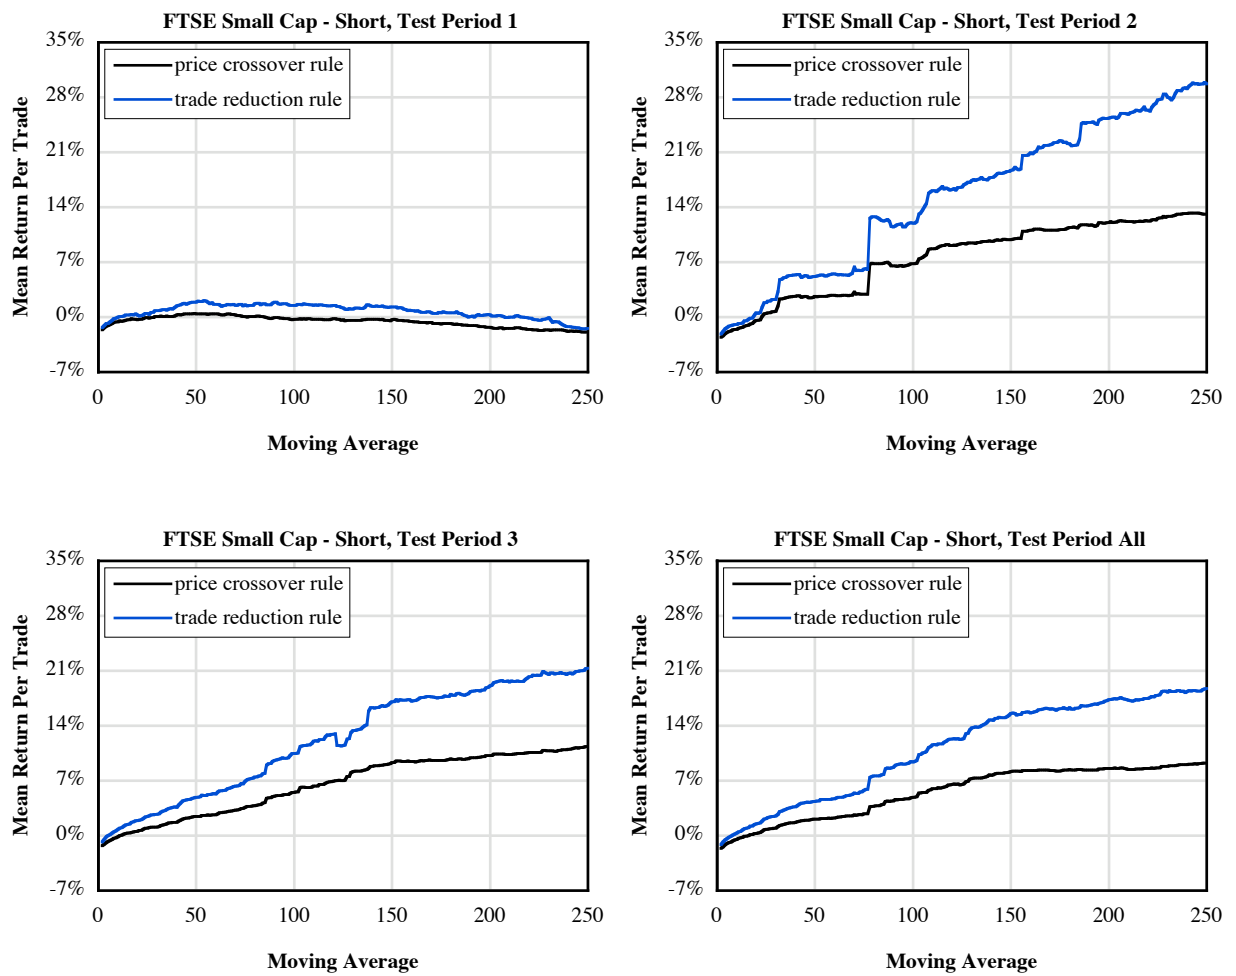 FTSE Small Cap - Short, Test Period 1
35%
28%
21%
14%
7%
0%
-7%
Mean Return Per Trade
price crossover rule
trade reduction rule
0 50 100 150 200 250
Moving Average
FTSE Small Cap - Short, Test Period 2
35%
28%
21%
14%
7%
0%
-7%
Mean Return Per Trade
price crossover rule
trade reduction rule
0 50 100 150 200 250
Moving Average
FTSE Small Cap - Short, Test Period 3
35%
28%
21%
14%
7%
0%
-7%
Mean Return Per Trade
price crossover rule
trade reduction rule
0 50 100 150 200 250
Moving Average
FTSE Small Cap - Short, Test Period All
35%
28%
21%
14%
7%
0%
-7%
Mean Return Per Trade
price crossover rule
trade reduction rule
0 50 100 150 200 250
Moving Average